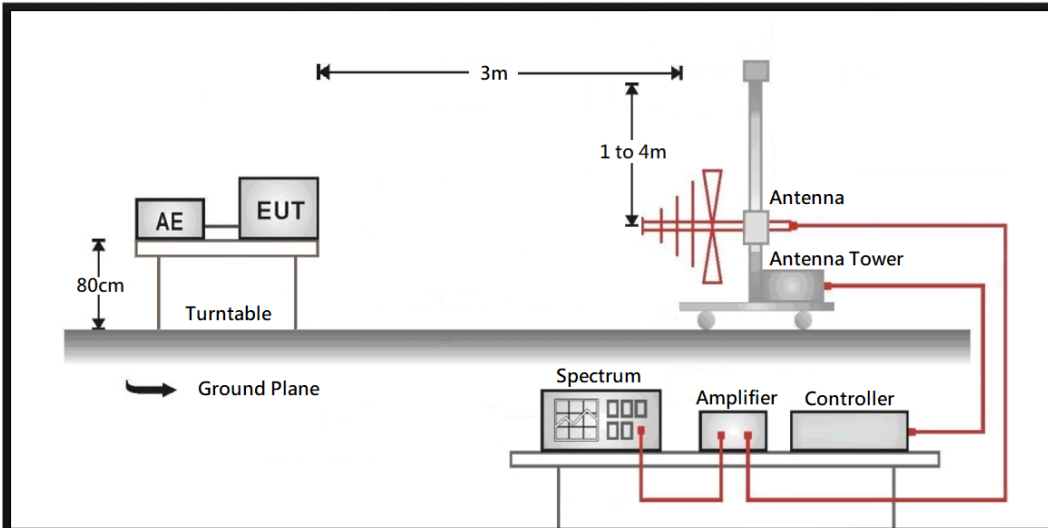 3m
1 to 4m
Antenna
AE
EUT
Antenna Tower
80cm
Turntable
Ground Plane
Spectrum
Amplifier
Controller